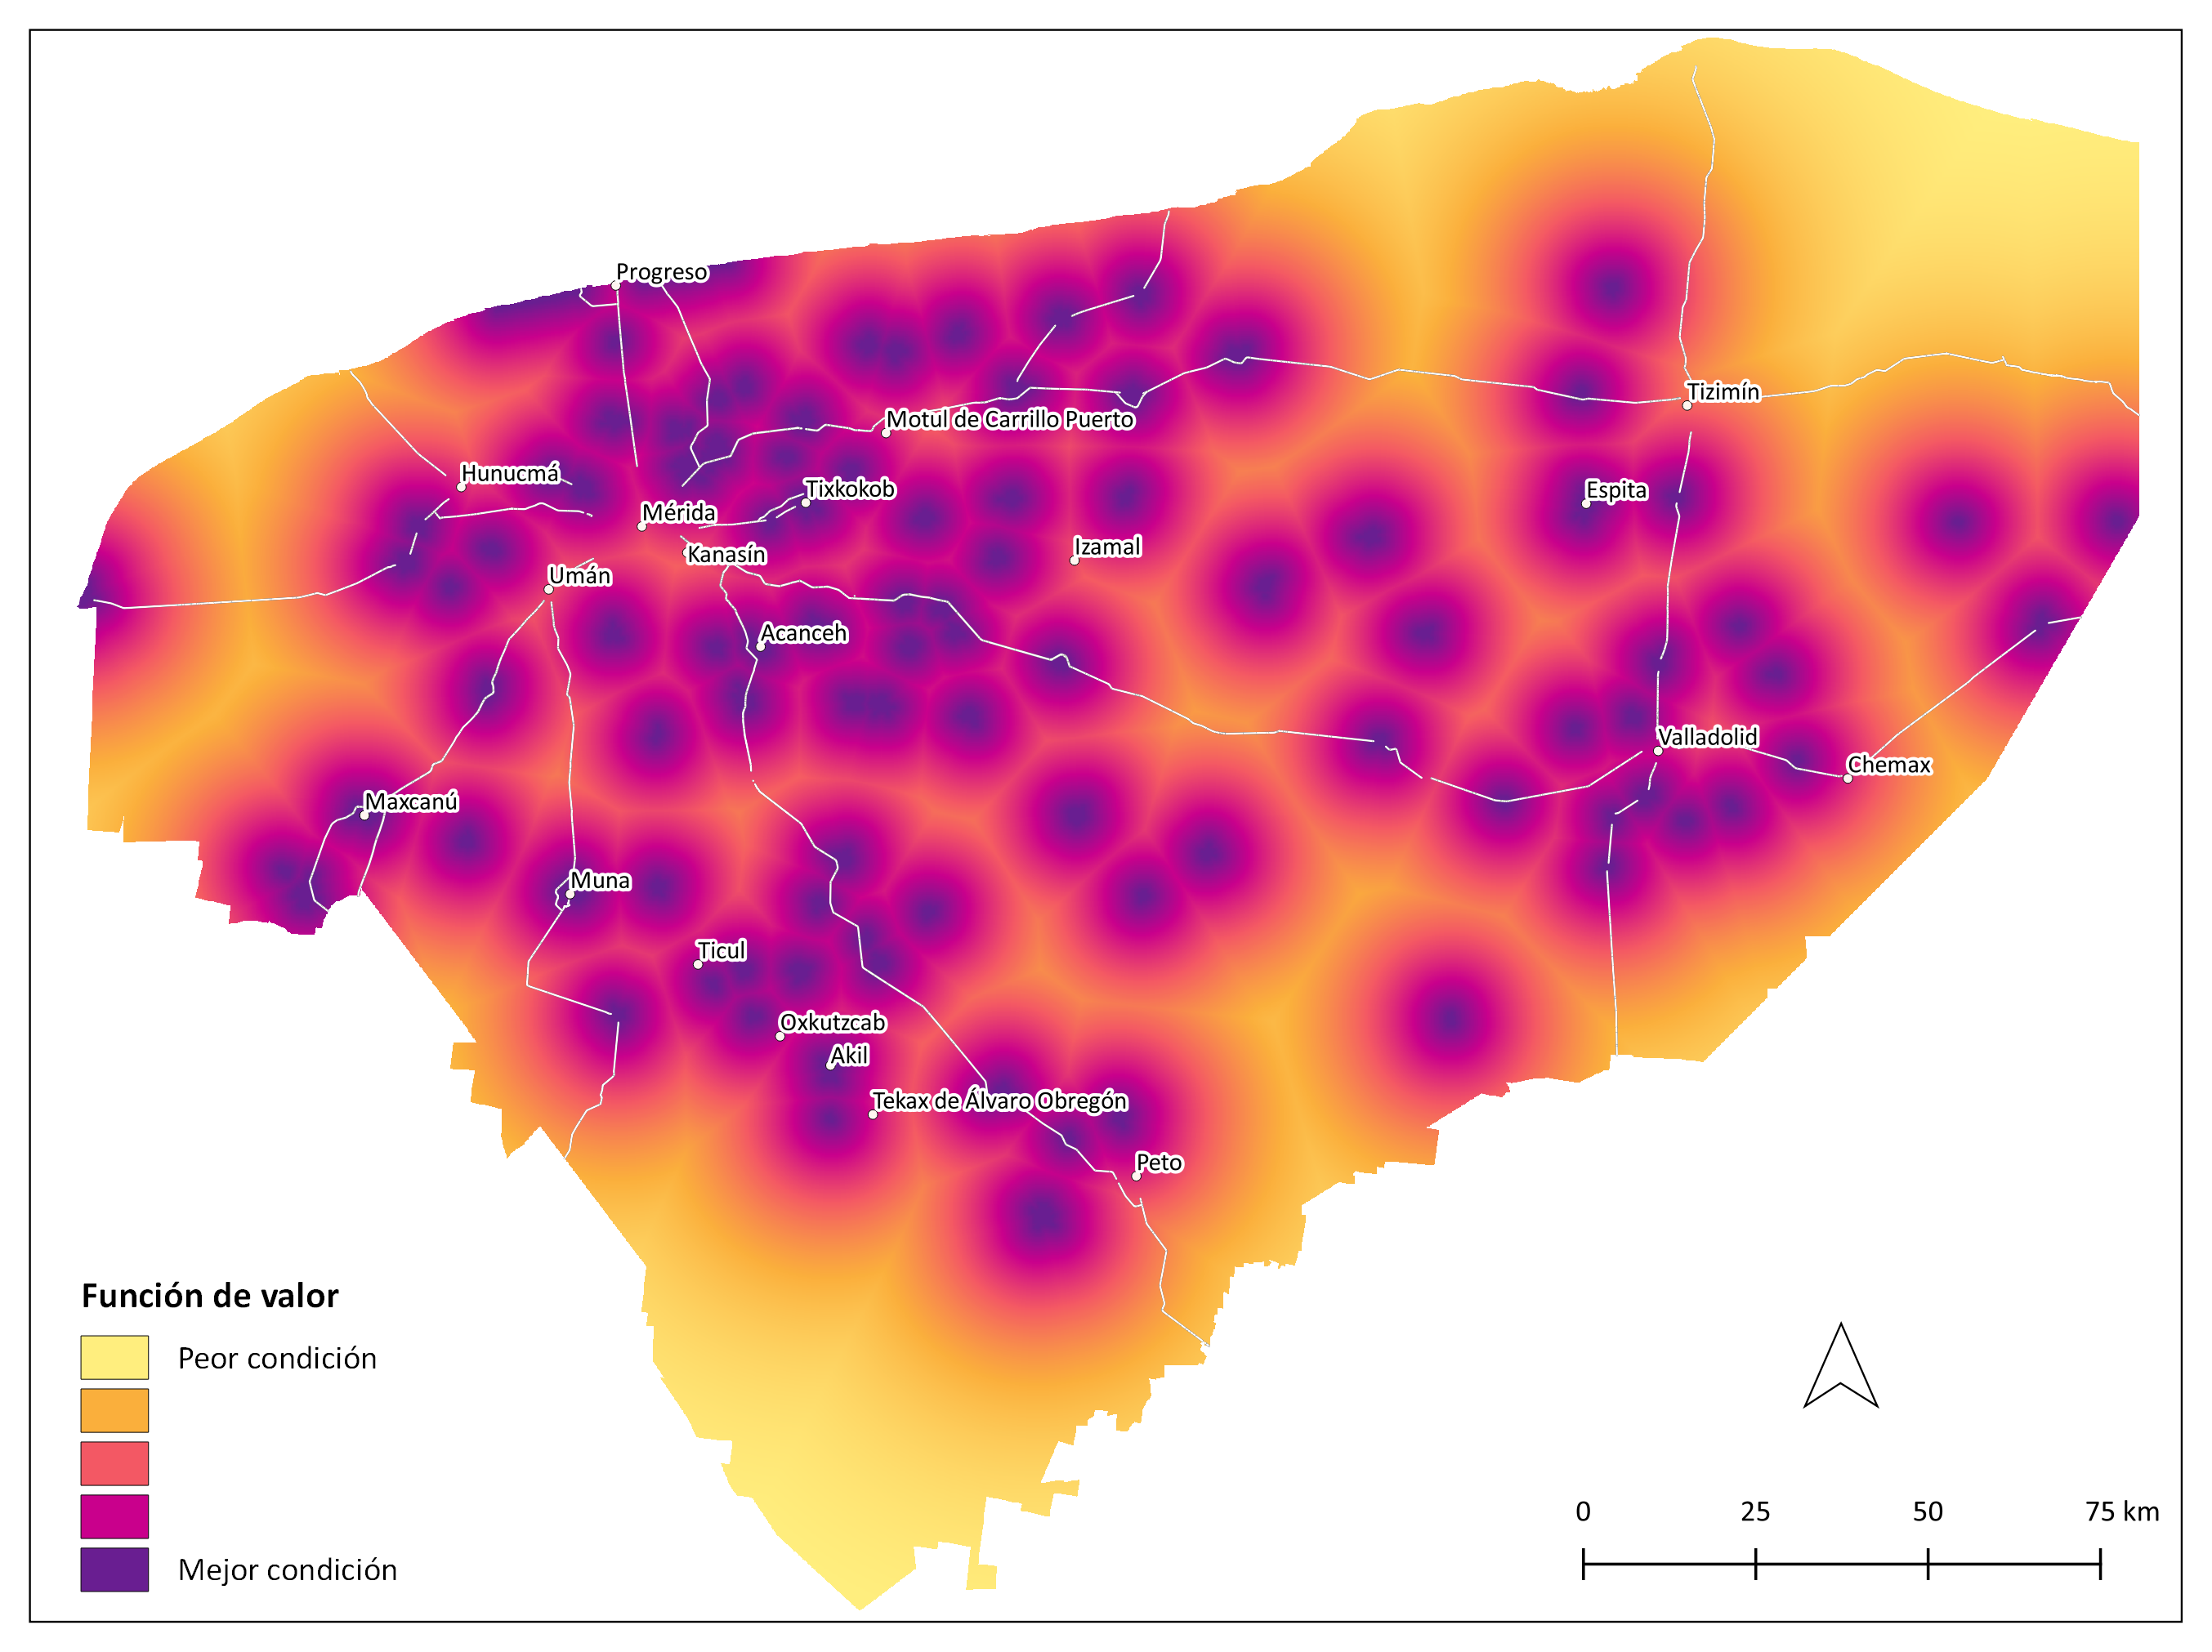 Progreso
Tizimín
Motul de Carrillo Puerto
Hunucmá
Tixkokob
Espita
Mérida
Kanasín
Izamal
Umán
Acanceh
Valladolid
Chemax
Maxcanú
Muna
Ticul
Oxkutzcab
Akil
Tekax de Álvaro Obregón
Peto
Función de valor
Peor condición
Mejor condición
0 25 50 75 km